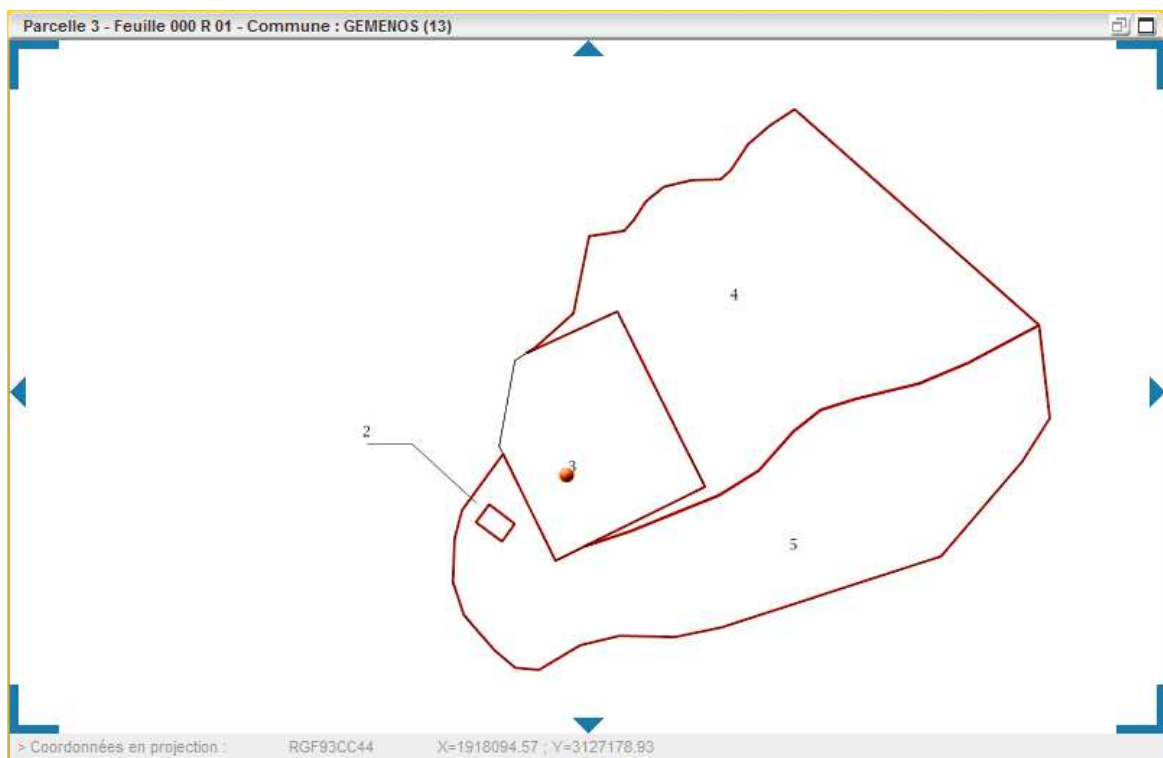 Parcelle 3 - Feuille 000 R 01 - Commune : GEMENOS (13)
4
2
3
5
> Coordonnées en projection : RGF93CC44 X=1918094.57 ; Y=3127178.93